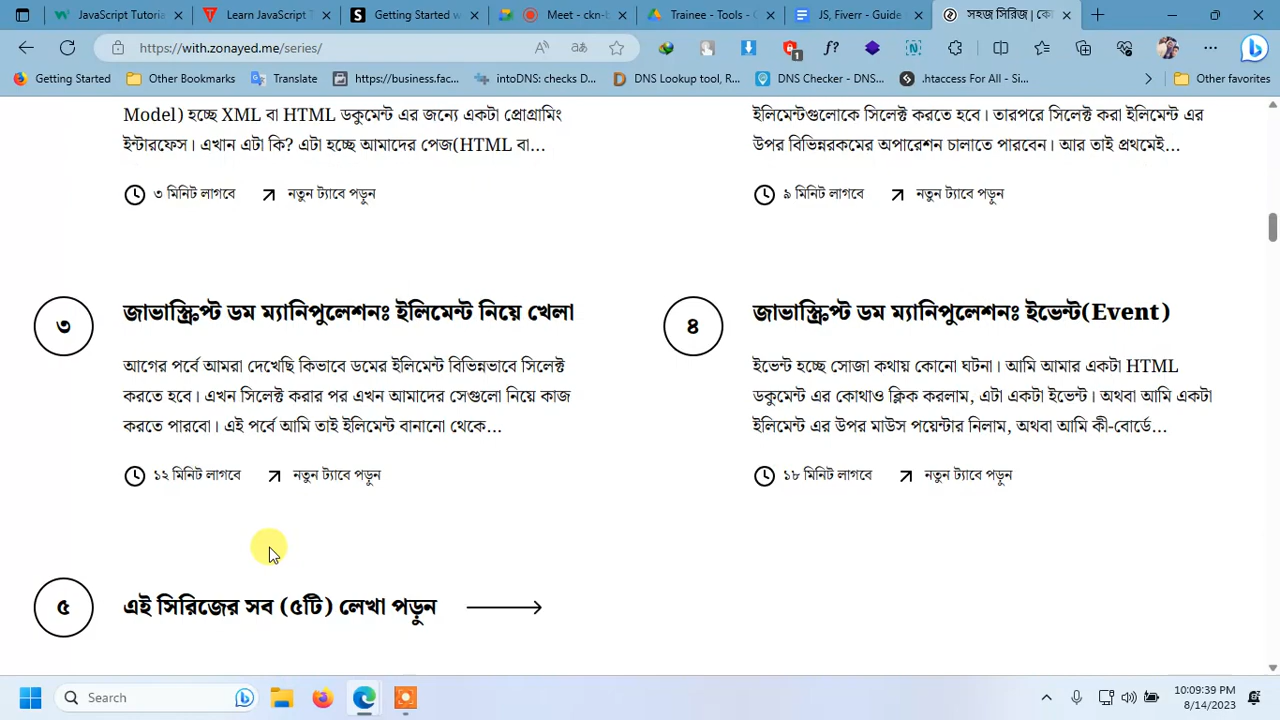 JavaScript Tutoria
Learn JavaScript T
Getting Started w
Meet - ckn-b
Trainee - Tools - C
JS, Fiverr - Guide
সহজ সিরিজ | কো
https://with.zonayed.me/series/
Getting Started
Other Bookmarks
Translate
https://business.fac...
intoDNS: checks D...
DNS Lookup tool, R...
DNS Checker - DN...
.htaccess For All - Si...
Other favorites
Model) হচ্ছে XML বা HTML ডকুমেন্ট এর জন্যে একটা প্রোগ্রামিং
ইন্টারফেস। এখান এটা কি? এটা হচ্ছে আমাদের পেজ(HTML বা...
৩ মিনিট লাগবে নতুন ট্যাবে পড়ুন
ইলিমেন্টগুলোকে সিলেক্ট করতে হবে। তারপরে সিলেক্ট করা ইলিমেন্ট এর
উপর বিভিন্নরকমের অপারেশন চালাতে পারবেন। আর তাই প্রথমেই...
৯ মিনিট লাগবে নতুন ট্যাবে পড়ুন
৩
জাভাস্ক্রিপ্ট ডম ম্যানিপুলেশনঃ ইলিমেন্ট নিয়ে খেলা
আগের পর্বে আমরা দেখেছি কিভাবে ডমের ইলিমেন্ট বিভিন্নভাবে সিলেক্ট
করতে হবে। এখন সিলেক্ট করার পর এখন আমাদের সেগুলো নিয়ে কাজ
করতে পারবো। এই পর্বে আমি তাই ইলিমেন্ট বানানো থেকে...
১২ মিনিট লাগবে নতুন ট্যাবে পড়ুন
৪
জাভাস্ক্রিপ্ট ডম ম্যানিপুলেশনঃ ইভেন্ট(Event)
ইভেন্ট হচ্ছে সোজা কথায় কোনো ঘটনা। আমি আমার একটা HTML
ডকুমেন্ট এর কোথাও ক্লিক করলাম, এটা একটা ইভেন্ট। অথবা আমি একটা
ইলিমেন্ট এর উপর মাউস পয়েন্টার নিলাম, অথবা আমি কী-বোর্ডে...
১৮ মিনিট লাগবে নতুন ট্যাবে পড়ুন
৫
এই সিরিজের সব (৫টি) লেখা পড়ুন
Search
10:09:39 PM
8/14/2023